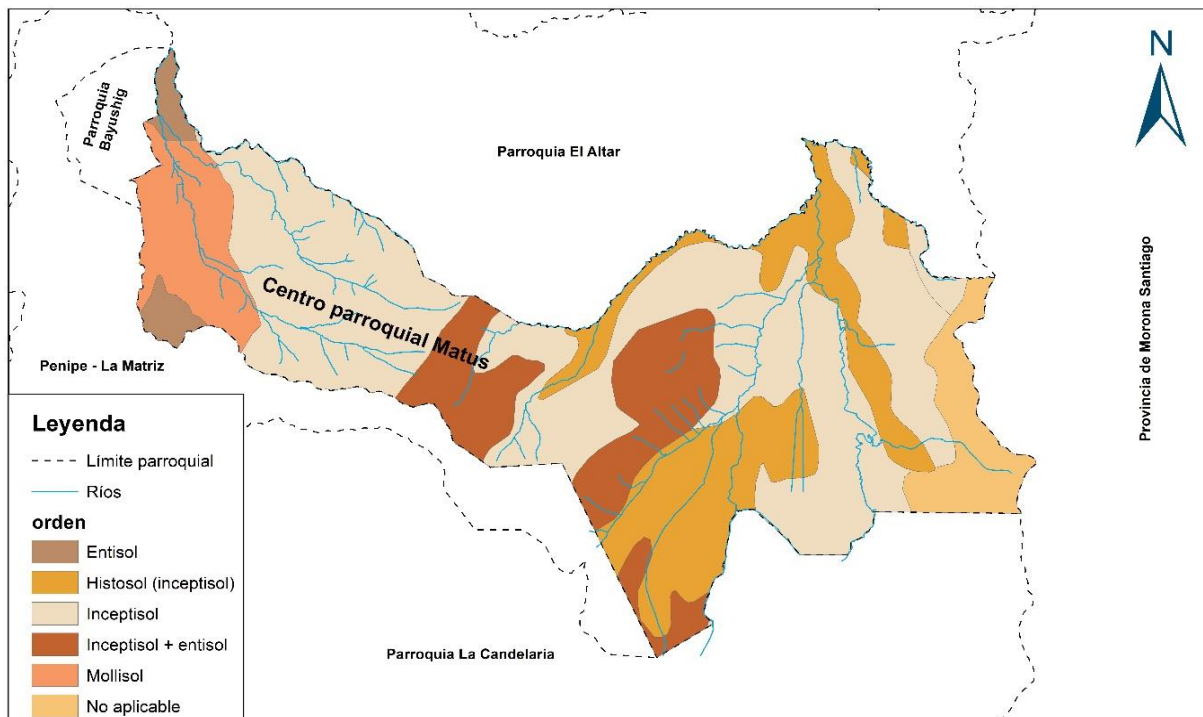 N
Parroquia
Bayushig
Parroquia El Altar
Centro parroquial Matus
Provincia de Morona Santiago
Penipe - La Matriz
Parroquia La Candelaria
Leyenda
Límite parroquial
Ríos
orden
Entisol
Histosol (inceptisol)
Inceptisol
Inceptisol + entisol
Mollisol
No aplicable